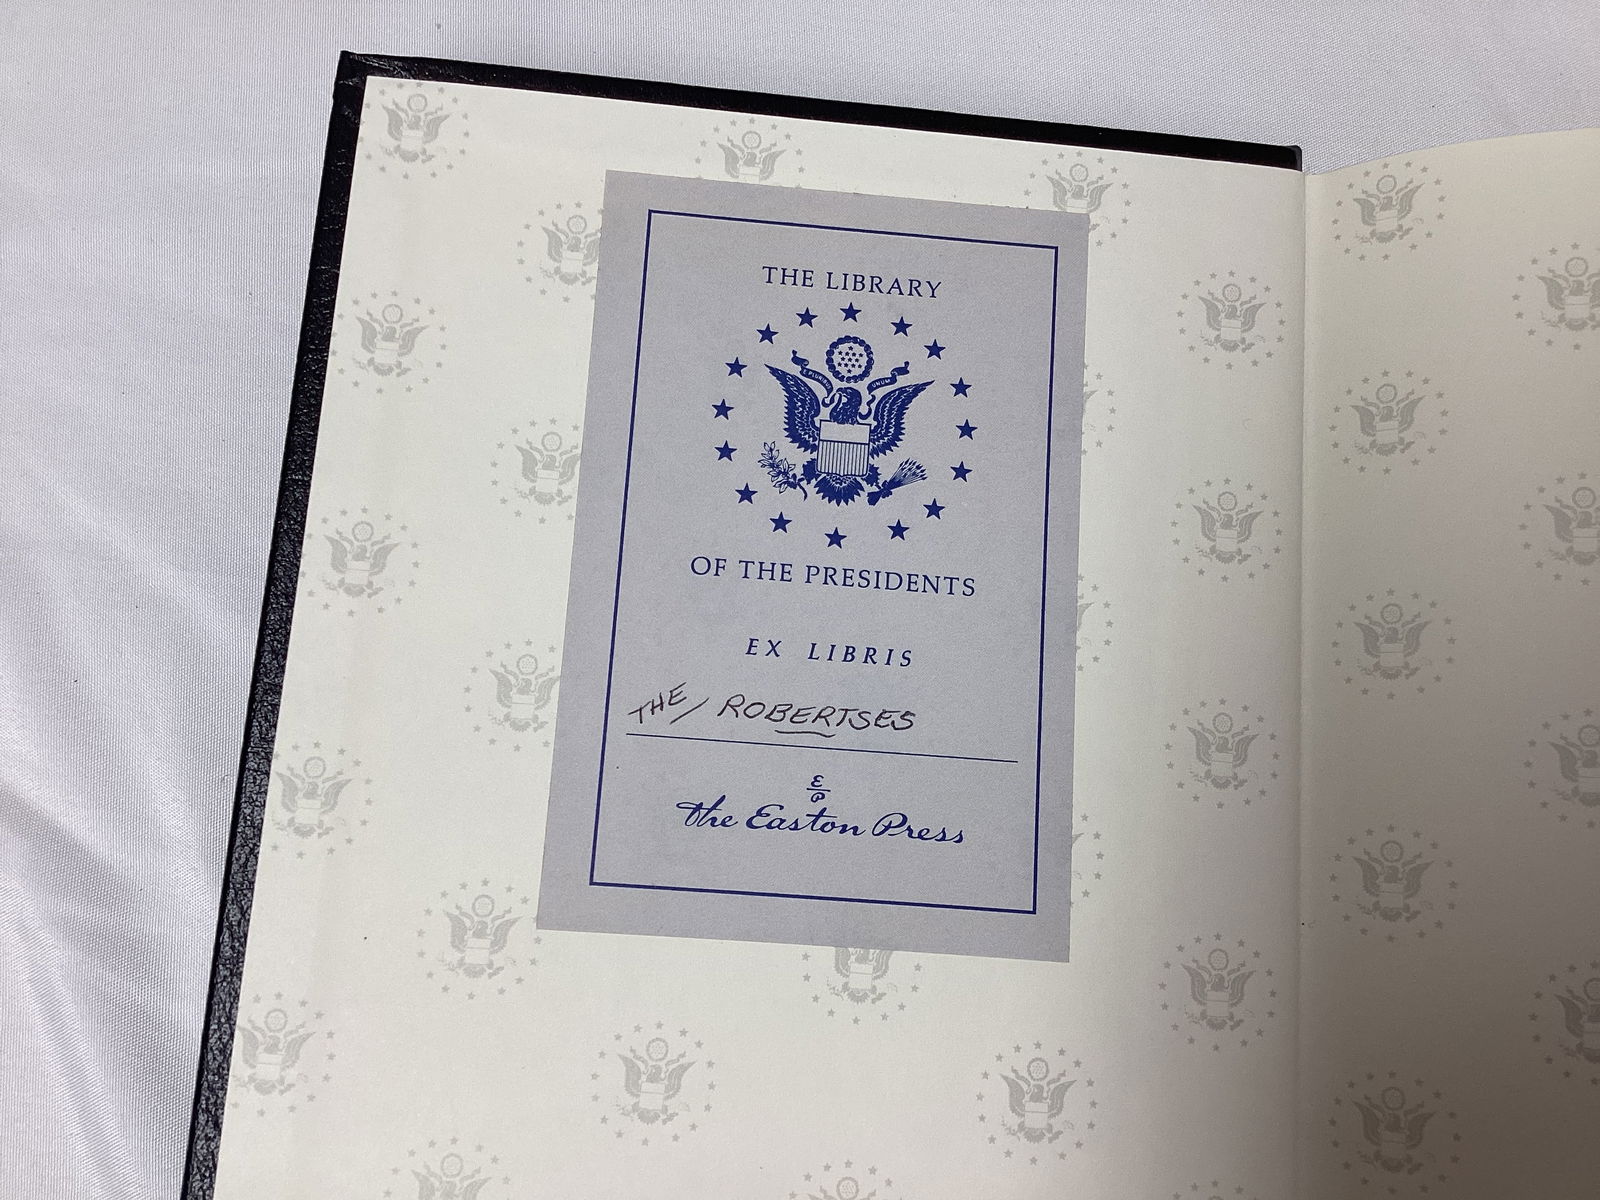 THE LIBRARY
E PLURIBUS UNUM
OF THE PRESIDENTS
EX LIBRIS
THE/ ROBERTSES
E
P
The Easton Press